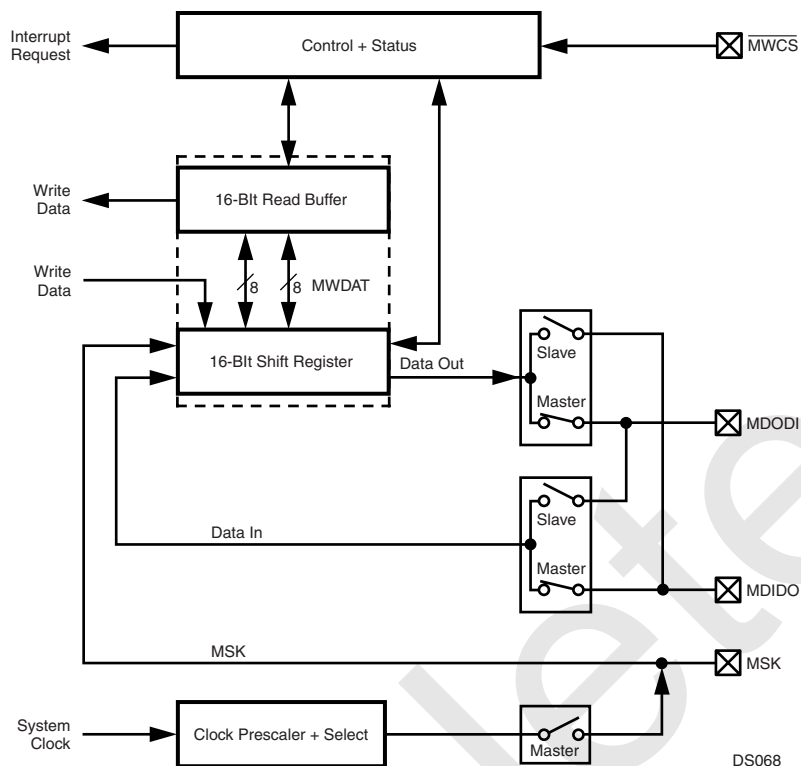 Interrupt
Request
Control + Status
MWCS
Write
Data
16-BIt Read Buffer
Write
Data
8
8
MWDAT
16-BIt Shift Register
Data Out
Slave
Master
MDODI
Slave
Data In
Master
MDIDO
MSK
MSK
System
Clock
Clock Prescaler + Select
Master
DS068